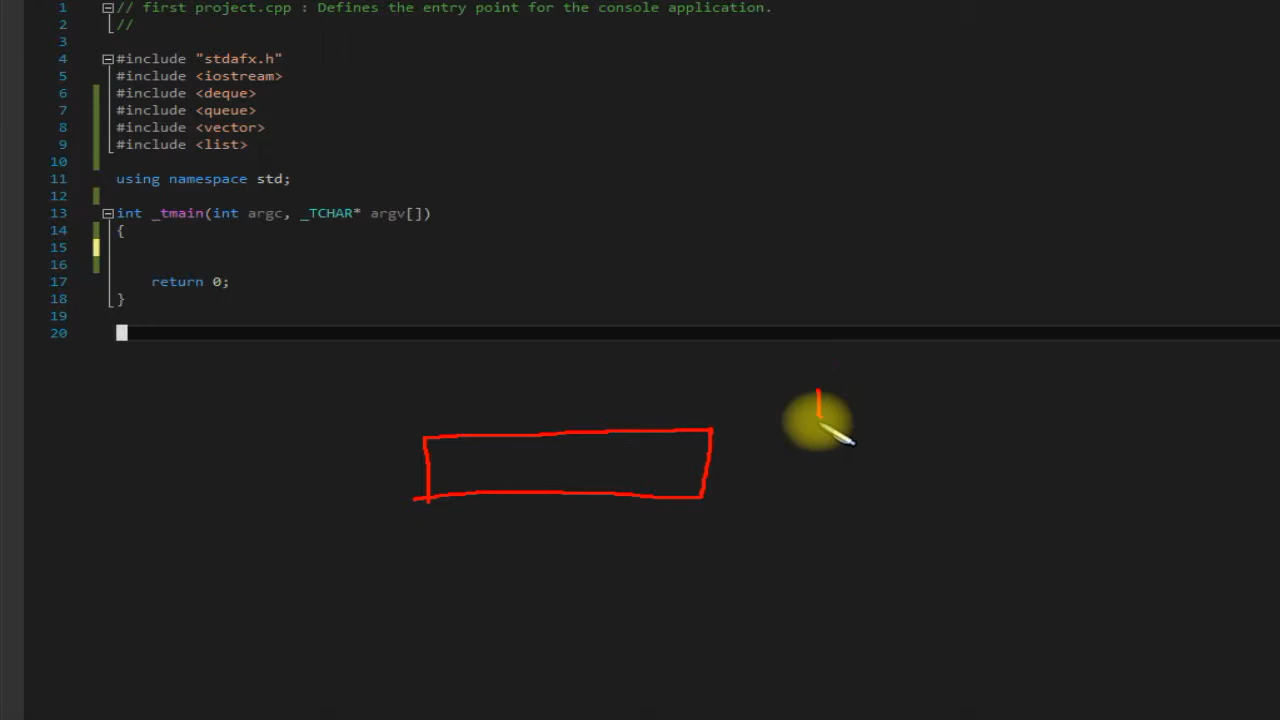 1 // first project.cpp : Defines the entry point for the console application.
2 //
3
4 #include "stdafx.h"
5 #include <iostream>
6 #include <deque>
7 #include <queue>
8 #include <vector>
9 #include <list>
10
11 using namespace std;
12
13 int _tmain(int argc, _TCHAR* argv[])
14 {
15
16
17 return 0;
18 }
19
20